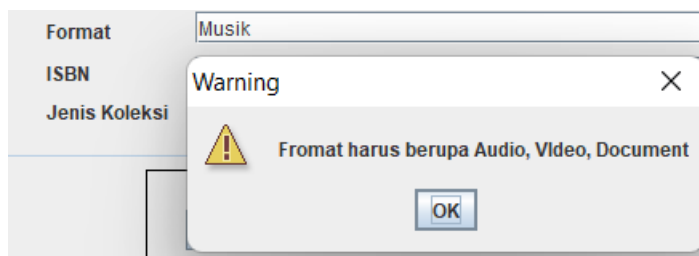 Format
Musik
ISBN
Jenis Koleksi
Warning
Fromat harus berupa Audio, VIdeo, Document
OK